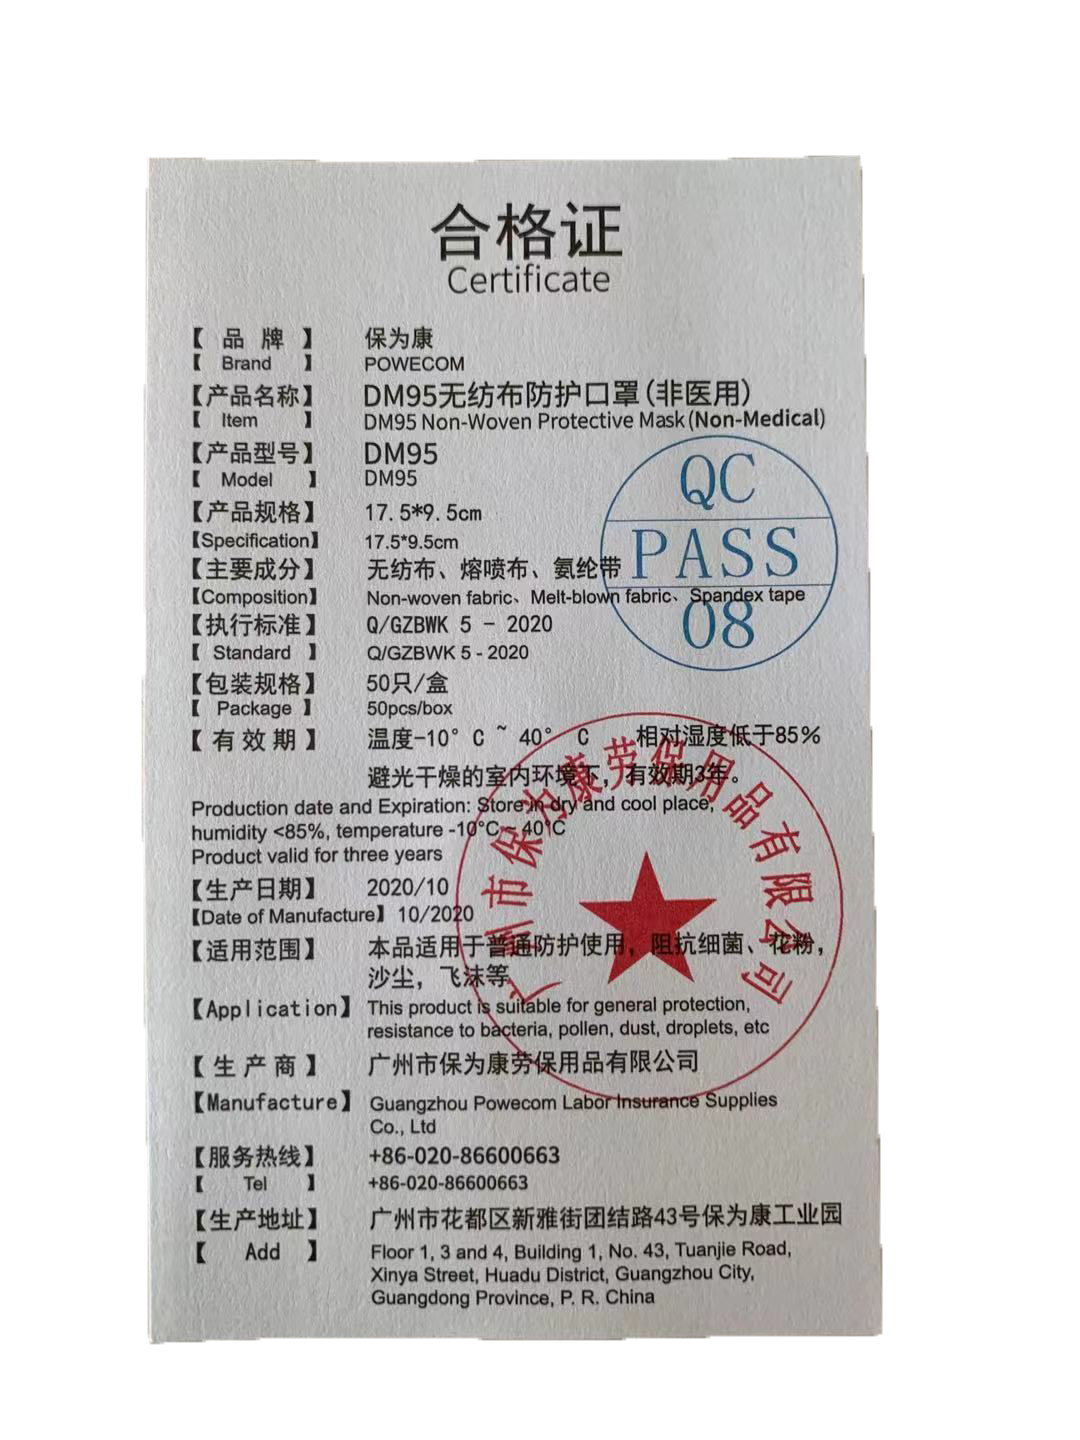 合格证
Certificate
【 品 牌 】 保为康
【 Brand 】 POWECOM
【产品名称】 DM95无纺布防护口罩(非医用)
【 Item 】 DM95 Non-Woven Protective Mask(Non-Medical)
【产品型号】 DM95
【 Model 】 DM95
【产品规格】 17.5*9.5cm
【Specification】 17.5*9.5cm
【主要成分】 无纺布、熔喷布、氨纶带
【Composition】 Non-woven fabric、Melt-blown fabric、Spandex tape
【执行标准】 Q/GZBWK 5 - 2020
【 Standard 】 Q/GZBWK 5 - 2020
【包装规格】 50只/盒
【 Package 】 50pcs/box
【 有 效 期 】 温度-10° C ~ 40° C 相对湿度低于85%
避光干燥的室内环境下，有效期3年。
Production date and Expiration: Store in dry and cool place,
humidity <85%, temperature -10°C ~ 40°C
Product valid for three years
【生产日期】 2020/10
【Date of Manufacture】 10/2020
【适用范围】 本品适用于普通防护使用，阻抗细菌、花粉，
沙尘，飞沫等
【Application】 This product is suitable for general protection,
resistance to bacteria, pollen, dust, droplets, etc
【 生 产 商 】 广州市保为康劳保用品有限公司
【Manufacture】 Guangzhou Powecom Labor Insurance Supplies
Co., Ltd
【服务热线】 +86-020-86600663
【 Tel 】 +86-020-86600663
【生产地址】 广州市花都区新雅街团结路43号保为康工业园
【 Add 】 Floor 1, 3 and 4, Building 1, No. 43, Tuanjie Road,
Xinya Street, Huadu District, Guangzhou City,
Guangdong Province, P. R. China
QC
PASS
08
广州市保为康劳保用品有限公司